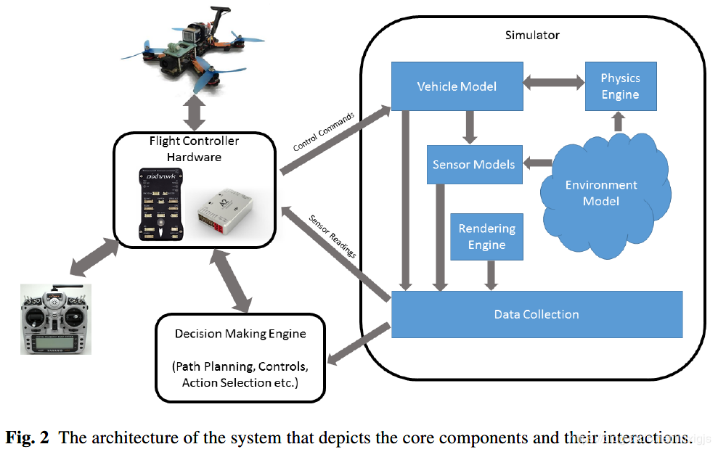 Simulator
Vehicle Model
Physics
Engine
Flight Controller
Hardware
Control Commands
Sensor Models
Environment
Model
Rendering
Engine
Sensor Readings
Data Collection
Decision Making Engine
(Path Planning, Controls,
Action Selection etc.)
Fig. 2 The architecture of the system that depicts the core components and their interactions.